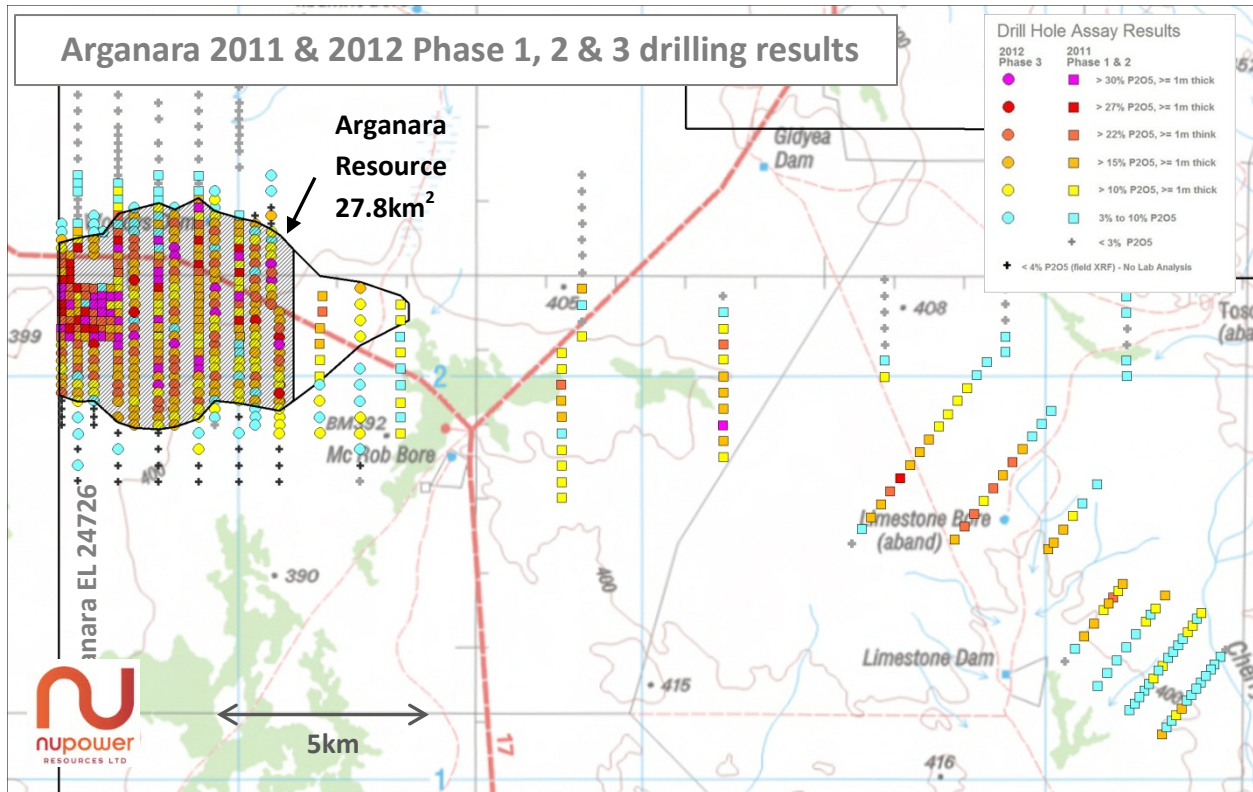 Arganara 2011 & 2012 Phase 1, 2 & 3 drilling results
Drill Hole Assay Results
2012
Phase 3
2011
Phase 1 & 2
> 30% P2O5, >= 1m thick
> 27% P2O5, >= 1m thick
> 22% P2O5, >= 1m think
> 15% P2O5, >= 1m thick
> 10% P2O5, >= 1m thick
3% to 10% P2O5
< 3% P2O5
< 4% P2O5 (field XRF) - No Lab Analysis
Arganara
Resource
27.8km²
Gidyea
Dam
399
405
408
2
BM392
Mc Rob Bore
400
anara EL 24726
390
400
Limestone Bore
(aband)
Limestone Dam
415
400
5km
17
1
416
nupower
RESOURCES LTD